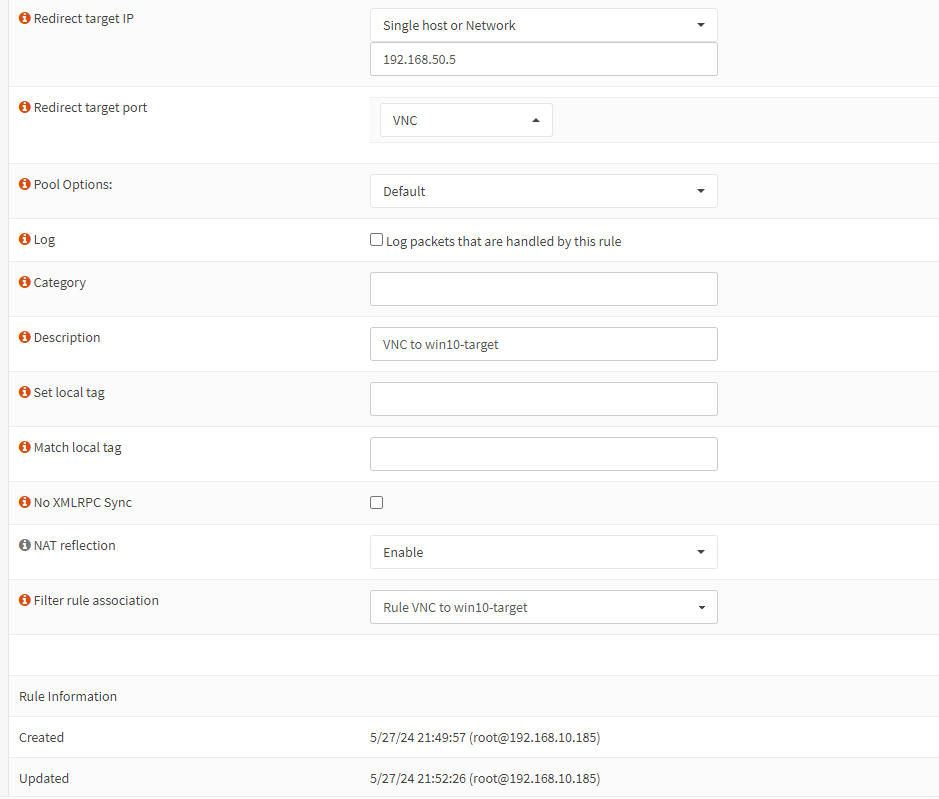 Redirect target IP
Single host or Network
192.168.50.5
Redirect target port
VNC
Pool Options:
Default
Log
Log packets that are handled by this rule
Category
Description
VNC to win10-target
Set local tag
Match local tag
No XMLRPC Sync
NAT reflection
Enable
Filter rule association
Rule VNC to win10-target
Rule Information
Created
5/27/24 21:49:57 (root@192.168.10.185)
Updated
5/27/24 21:52:26 (root@192.168.10.185)